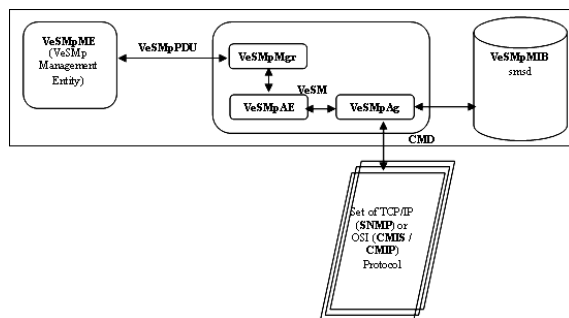 VeSMpME
(VeSMp
Management
Entity)
VeSMpPDU
VeSMpMgr
VeSM
VeSMpAE
VeSMpAg
VeSMpMIB
smsd
CMD
Set of TCP/IP
(SNMP) or
OSI (CMIS /
CMIP)
Protocol